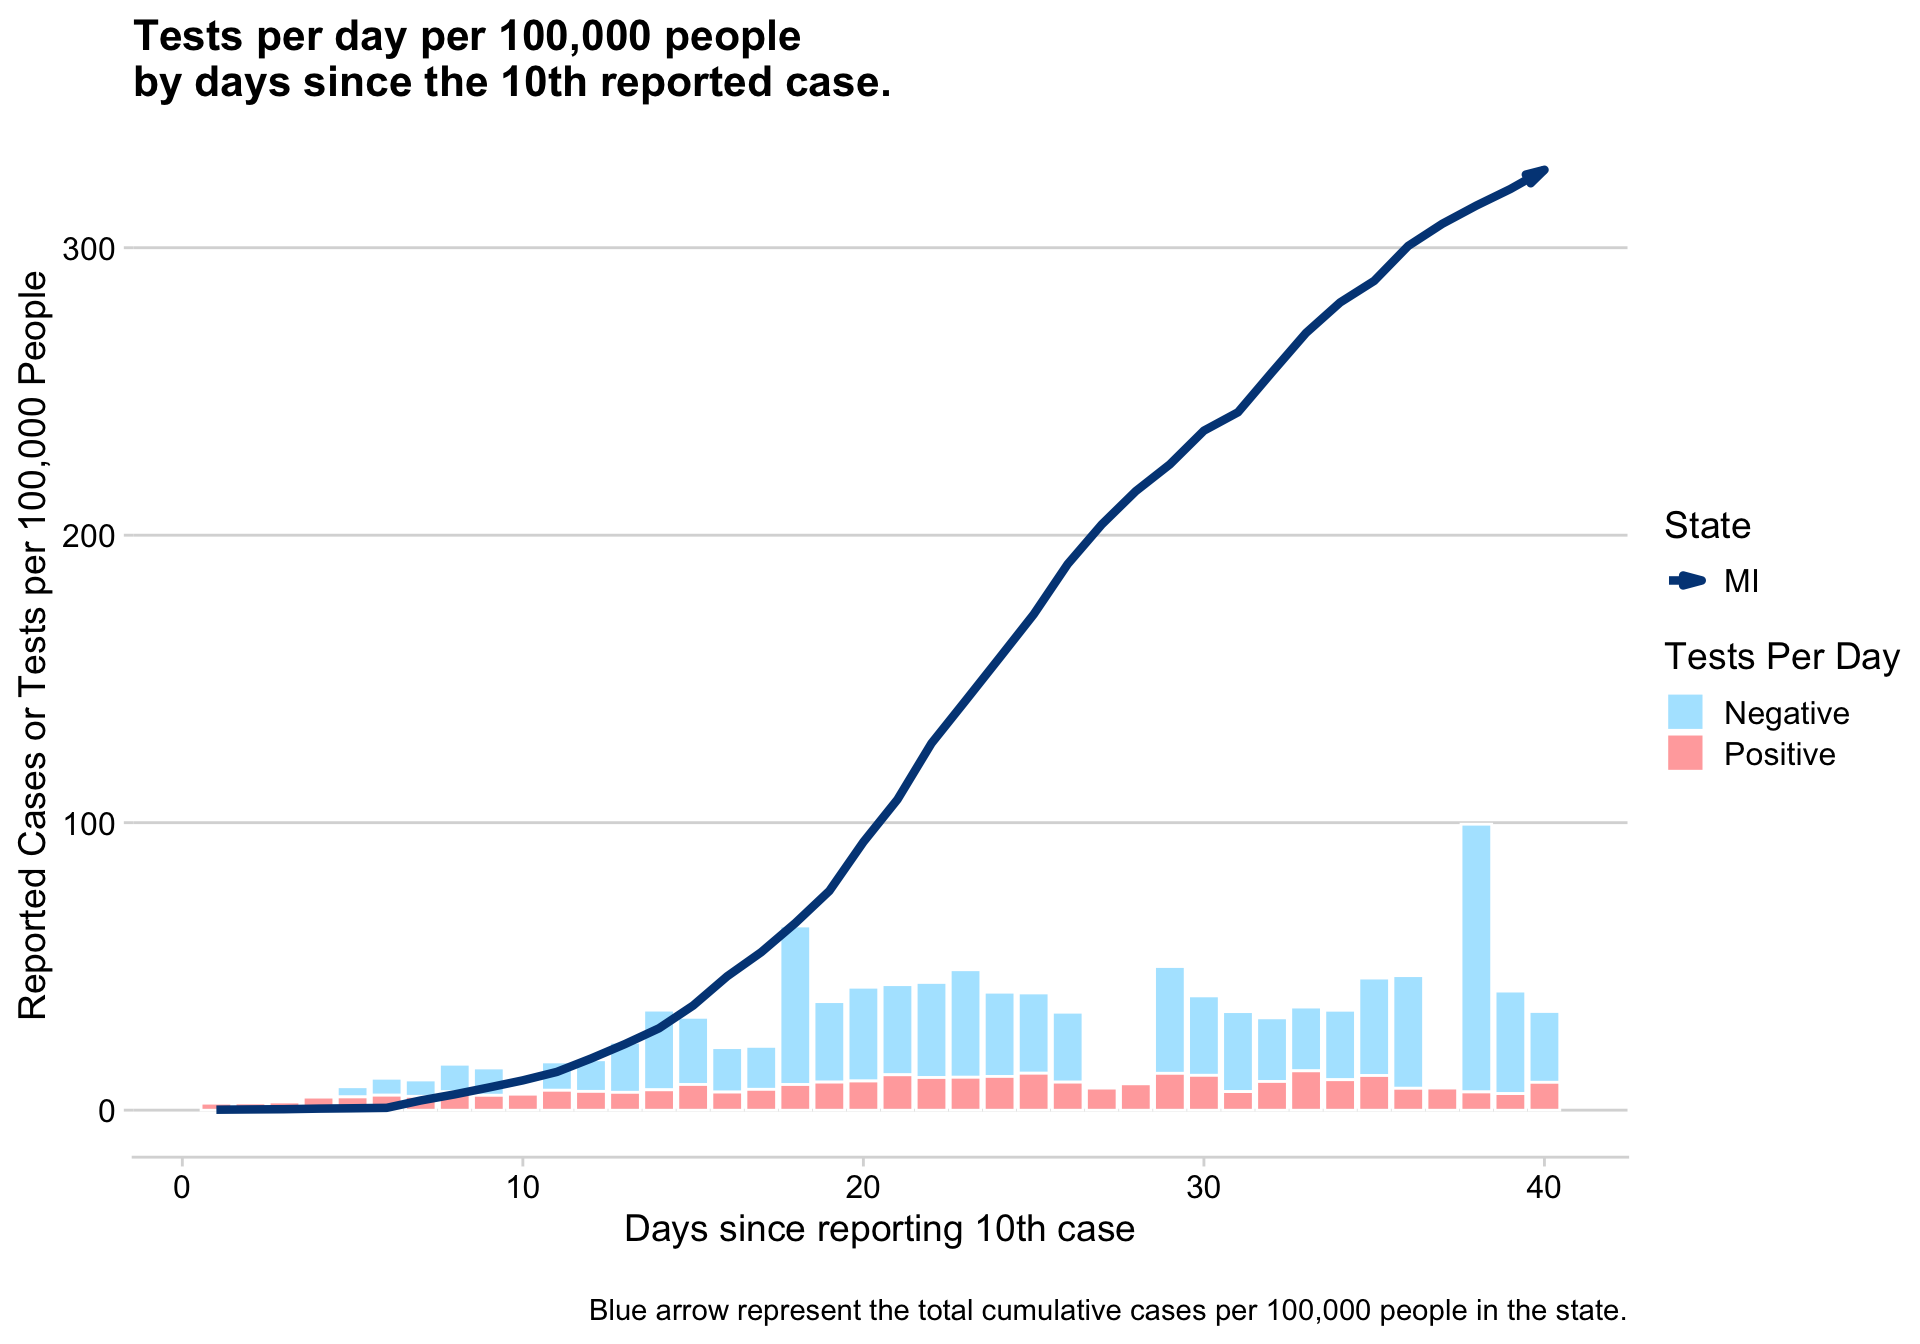 Tests per day per 100,000 people
by days since the 10th reported case.
Reported Cases or Tests per 100,000 People
300
200
100
0
0
10
20
30
40
Days since reporting 10th case
State
MI
Tests Per Day
Negative
Positive
Blue arrow represent the total cumulative cases per 100,000 people in the state.